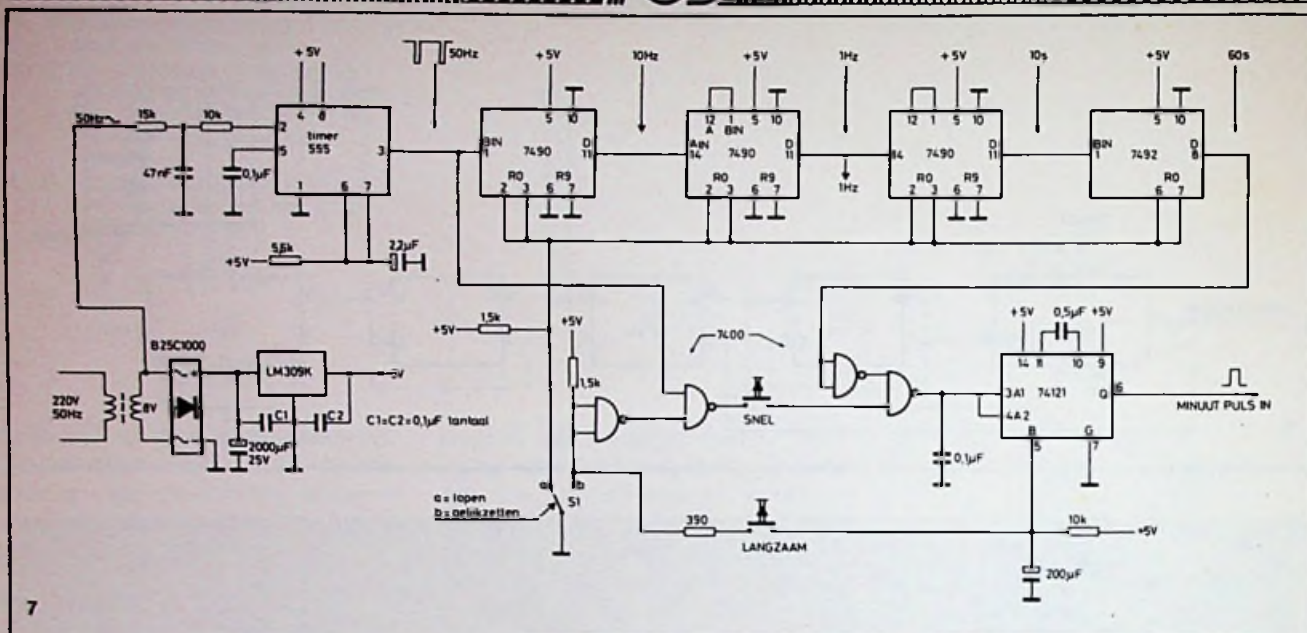 +5V
50Hz
+5V
10Hz
+5V
1Hz
+5V
10s
+5V
60s
50Hz~
15k
10k
4 8
2
timer
555
5
3
1
6 7
47nF
0,1µF
5 10
BIN
1
7490
D
11
R0 R9
2 3 6 7
12 1 5 10
A BIN
A IN
14
7490
D
11
R0 R9
2 3 6 7
1Hz
12 1 5 10
14
7490
D
11
R0 R9
2 3 6 7
5 10
BIN
1
7492
D
8
R0
6 7
+5V
5,6k
2,2µF
+5V
1,5k
+5V
1,5k
7400
+5V
0,5µF
+5V
14 11 10 9
3A1
4A2
74121
Q
6
B
5
G
7
MINUUT PULS IN
B25C1000
LM309K
5V
220V
50Hz
8V
C1
C2
C1=C2=0,1µF tantaal
2000µF
25V
SNEL
0,1µF
a = lopen
b = gelijkzetten
a
b
S1
390
LANGZAAM
10k
+5V
200µF
7